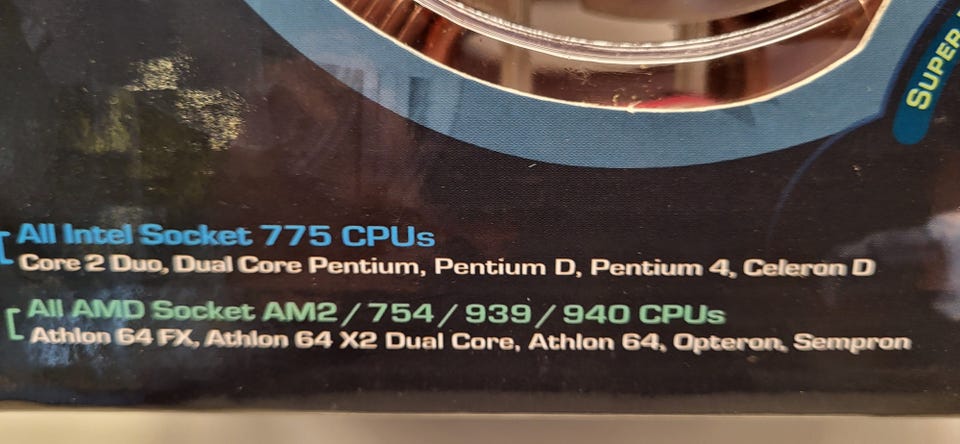 SUPER
All Intel Socket 775 CPUs
Core 2 Duo, Dual Core Pentium, Pentium D, Pentium 4, Celeron D
All AMD Socket AM2 / 754 / 939 / 940 CPUs
Athlon 64 FX, Athlon 64 X2 Dual Core, Athlon 64, Opteron, Sempron